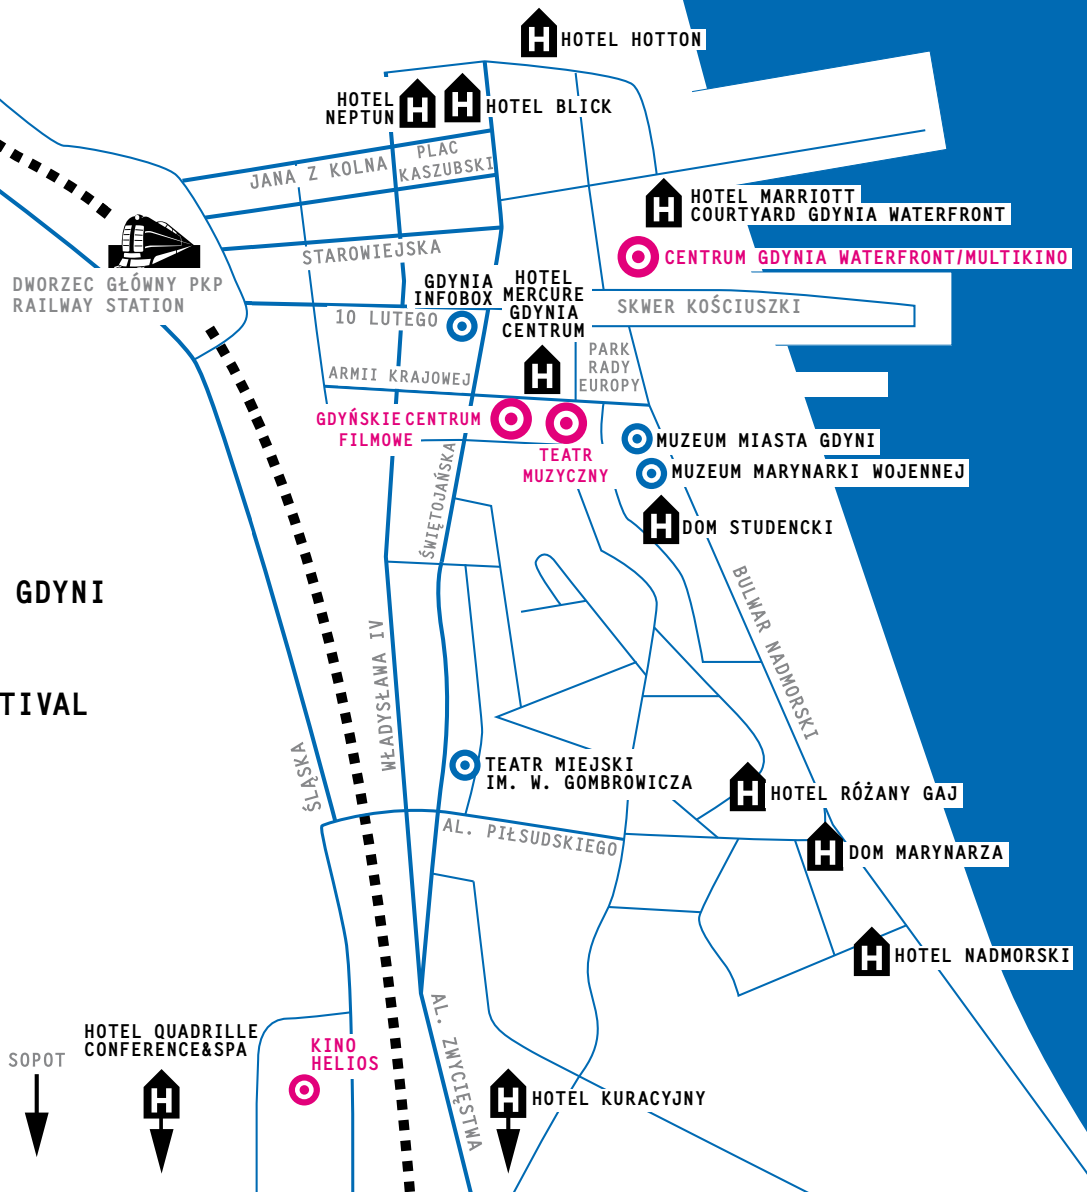 HOTEL HOTTON
HOTEL
NEPTUN
HOTEL BLICK
PLAC
KASZUBSKI
JANA Z KOLNA
HOTEL MARRIOTT
COURTYARD GDYNIA WATERFRONT
STAROWIEJSKA
CENTRUM GDYNIA WATERFRONT/MULTIKINO
DWORZEC GŁÓWNY PKP
RAILWAY STATION
GDYNIA
INFOBOX
HOTEL
MERCURE
GDYNIA
CENTRUM
SKWER KOŚCIUSZKI
10 LUTEGO
PARK
RADY
EUROPY
ARMII KRAJOWEJ
GDYŃSKIE CENTRUM
FILMOWE
TEATR
MUZYCZNY
MUZEUM MIASTA GDYNI
MUZEUM MARYNARKI WOJENNEJ
ŚWIĘTOJAŃSKA
DOM STUDENCKI
GDYNI
BULWAR NADMORSKI
WŁADYSŁAWA IV
TIVAL
ŚLĄSKA
TEATR MIEJSKI
IM. W. GOMBROWICZA
HOTEL RÓŻANY GAJ
AL. PIŁSUDSKIEGO
DOM MARYNARZA
HOTEL NADMORSKI
AL. ZWYCIĘSTWA
HOTEL QUADRILLE
CONFERENCE&SPA
SOPOT
KINO
HELIOS
HOTEL KURACYJNY